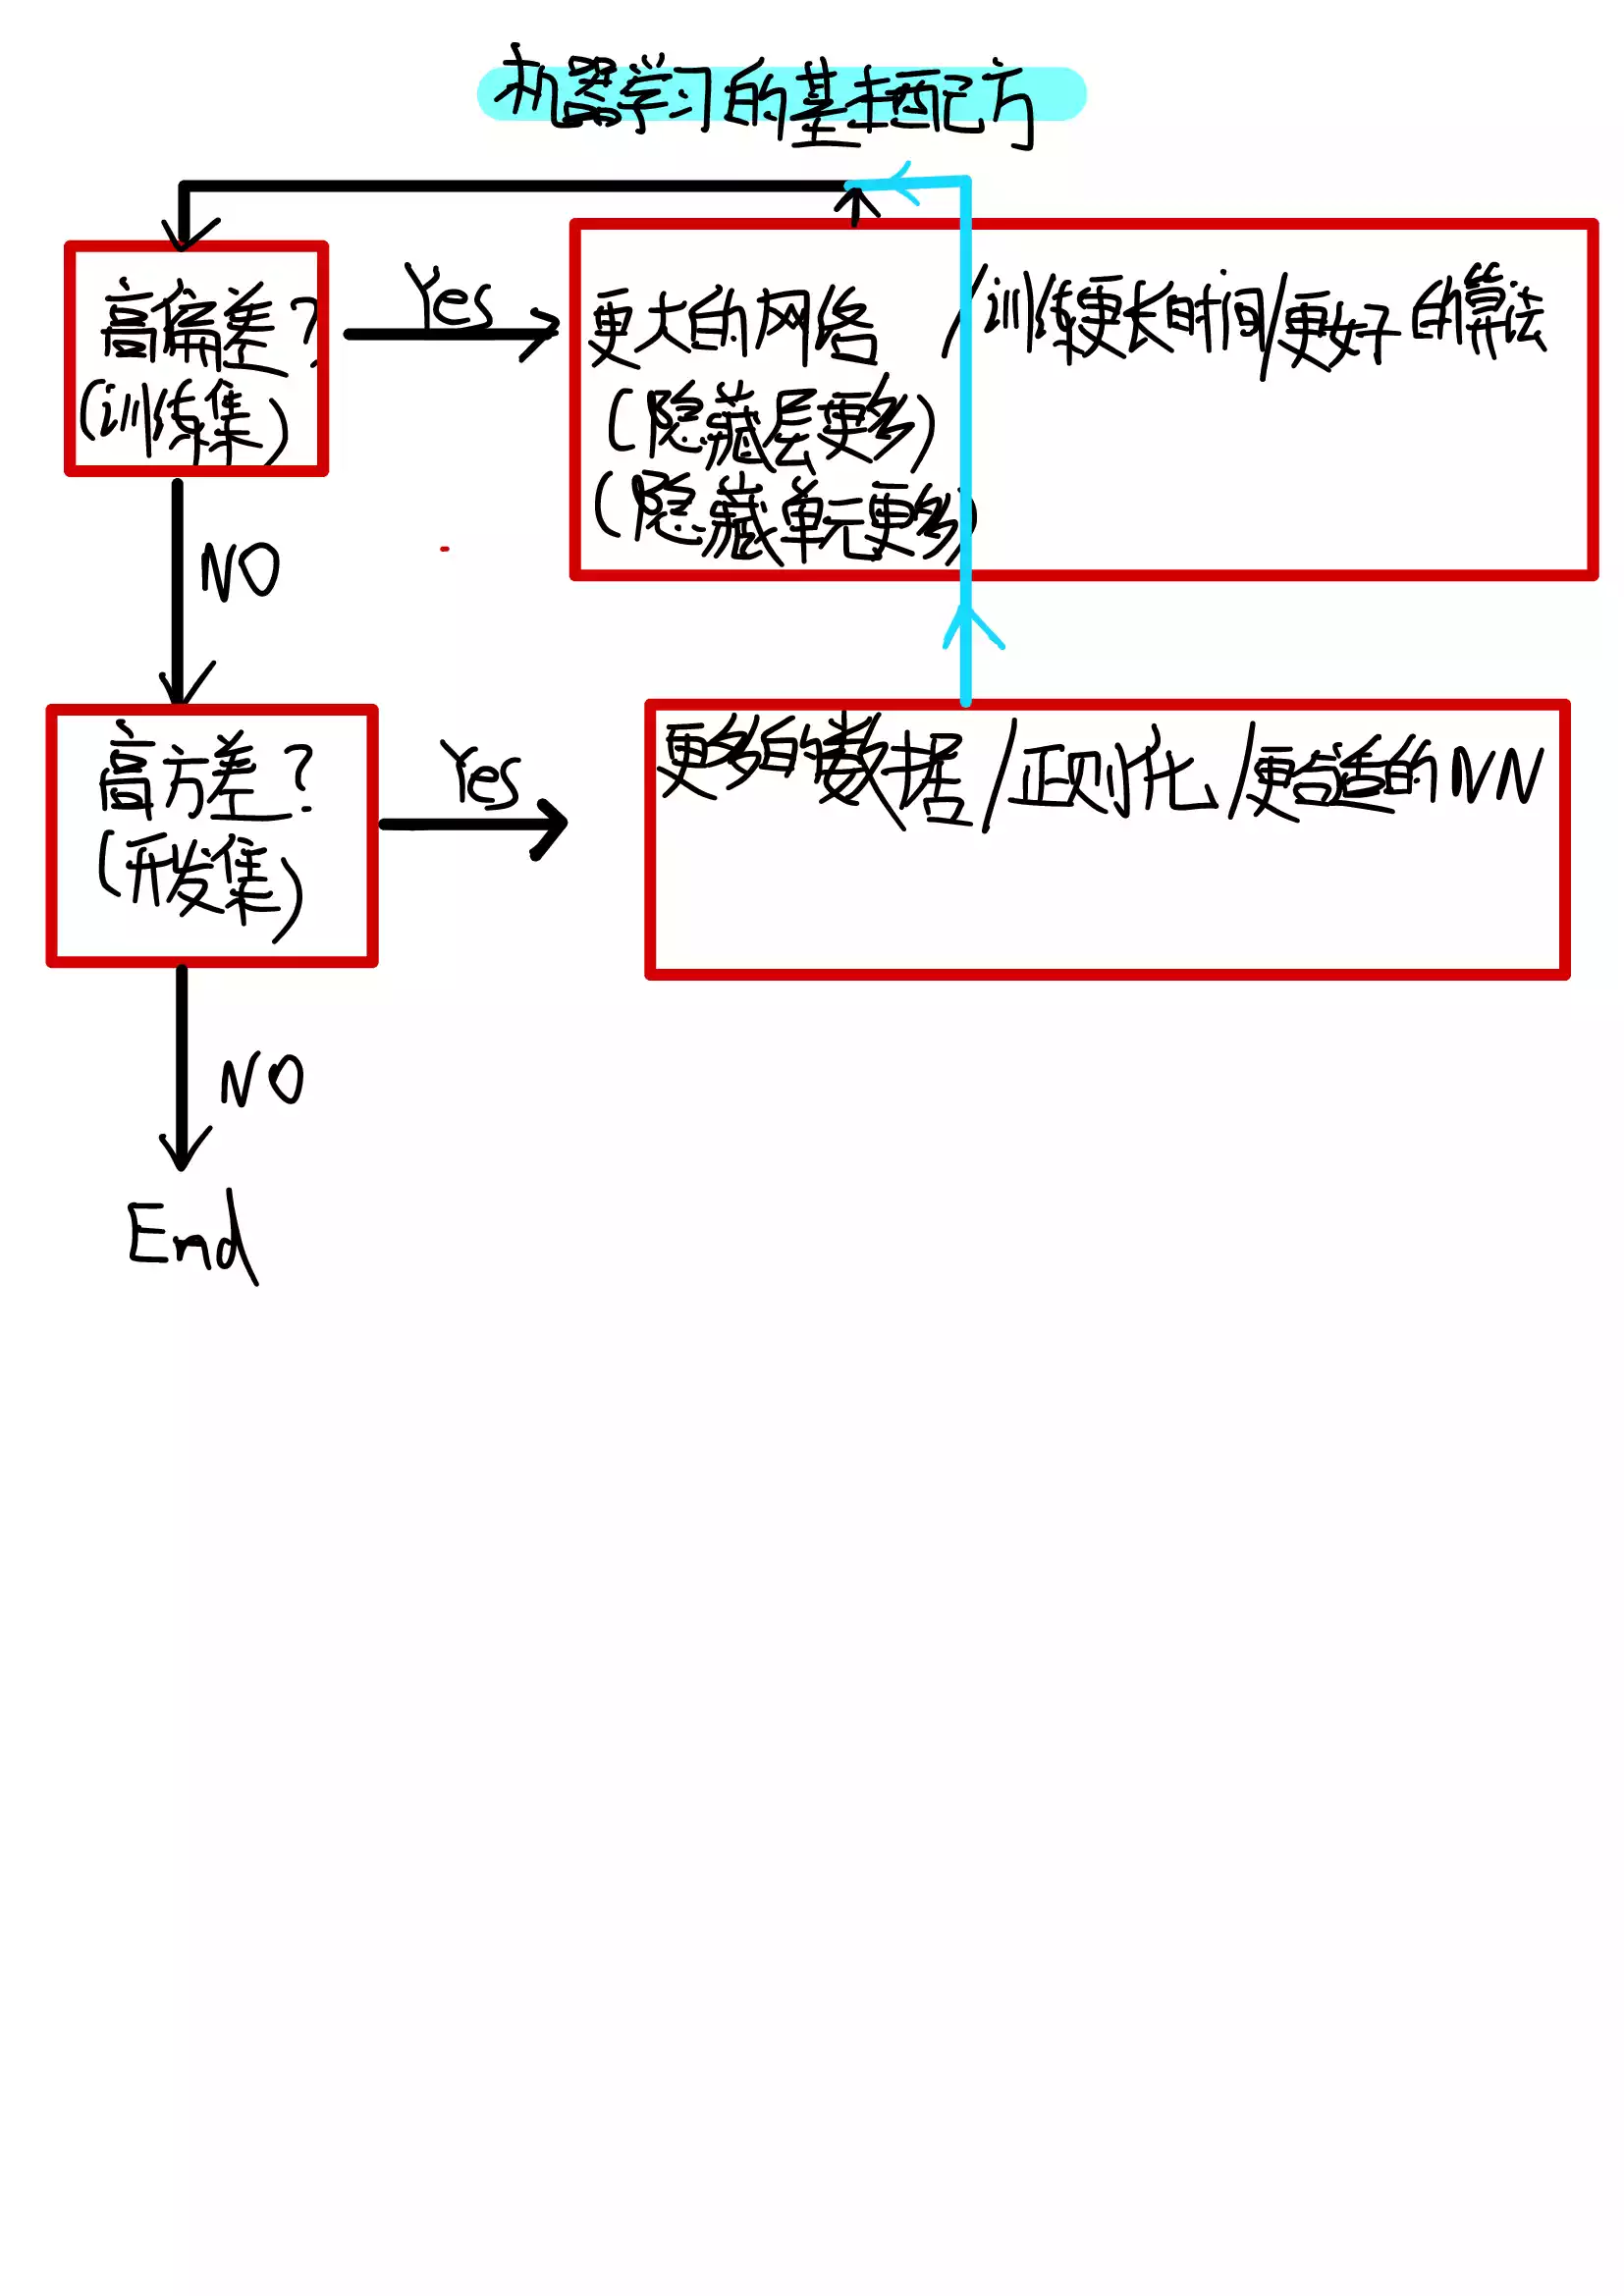 机器学习的基本配方
高偏差?
(训练集)
Yes
更大的网络 /训练更长时间/更好的算法
(隐藏层更多)
(隐藏单元更多)
NO
高方差?
(开发集)
Yes
更多的数据/正则化/更合适的NN
NO
End